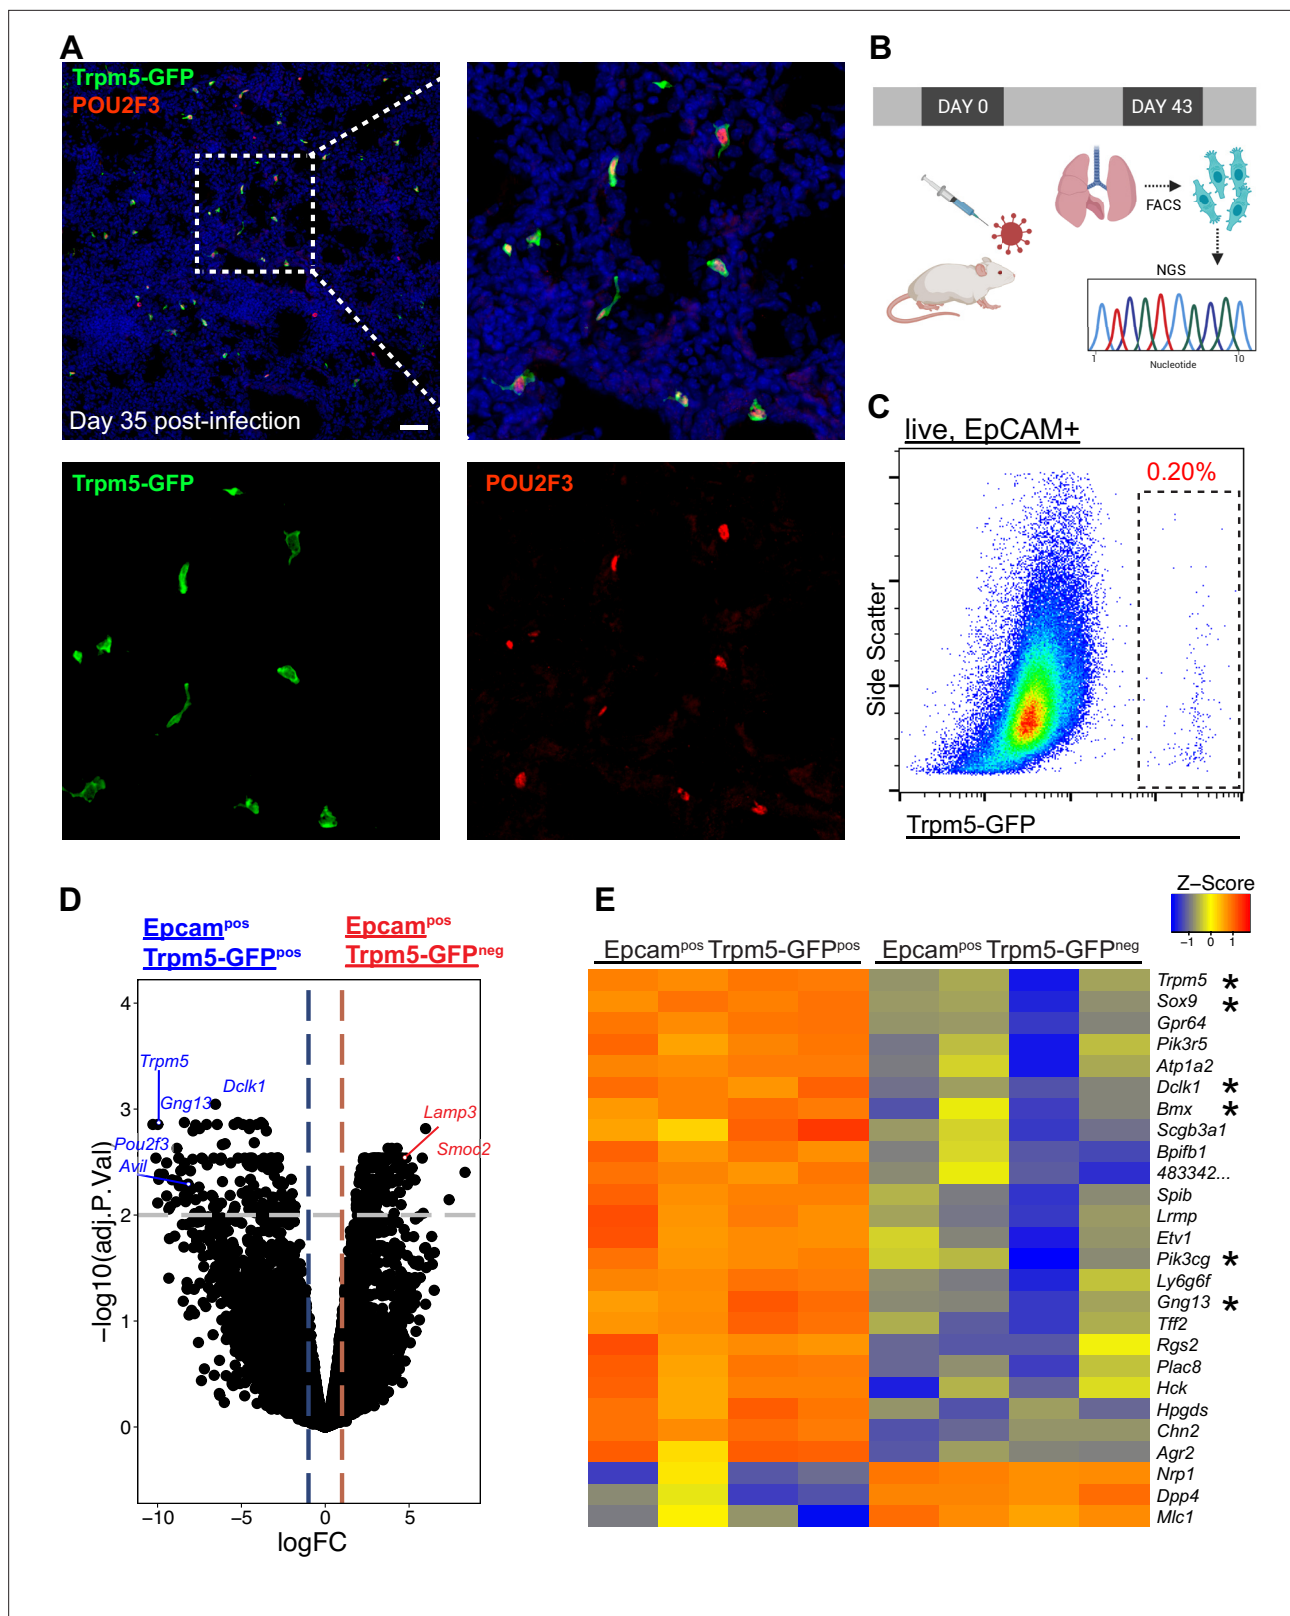 A
Trpm5-GFP
POU2F3
Day 35 post-infection
Trpm5-GFP
POU2F3
B
DAY 0
DAY 43
FACS
NGS
1
10
Nucleotide
C
live, EpCAM+
0.20%
Side Scatter
Trpm5-GFP
D
Epcampos
Trpm5-GFPpos
Epcampos
Trpm5-GFPneg
4
3
2
1
0
-log10(adj.P.Val)
Trpm5
Dclk1
Gng13
Pou2f3
Avil
Lamp3
Smoc2
−10
−5
0
5
logFC
E
Z−Score
−1 0 1
Epcampos Trpm5-GFPpos
Epcampos Trpm5-GFPneg
Trpm5 *
Sox9 *
Gpr64
Pik3r5
Atp1a2
Dclk1 *
Bmx *
Scgb3a1
Bpifb1
483342...
Spib
Lrmp
Etv1
Pik3cg *
Ly6g6f
Gng13 *
Tff2
Rgs2
Plac8
Hck
Hpgds
Chn2
Agr2
Nrp1
Dpp4
Mlc1